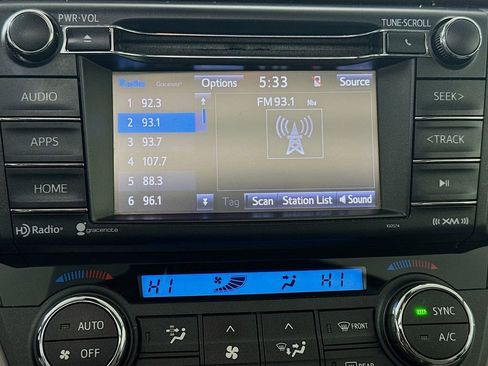 PWR•VOL
TUNE•SCROLL
AUDIO
APPS
HOME
Radio Gracenote Options 5:33 Source
1 92.3
2 93.1
3 93.7
4 107.7
5 88.3
6 96.1
FM 93.1
Tag Scan Station List Sound
SEEK>
<TRACK
HD Radio
gracenote
((XM))
HI HI
AUTO
OFF
FRONT
REAR
SYNC
A/C